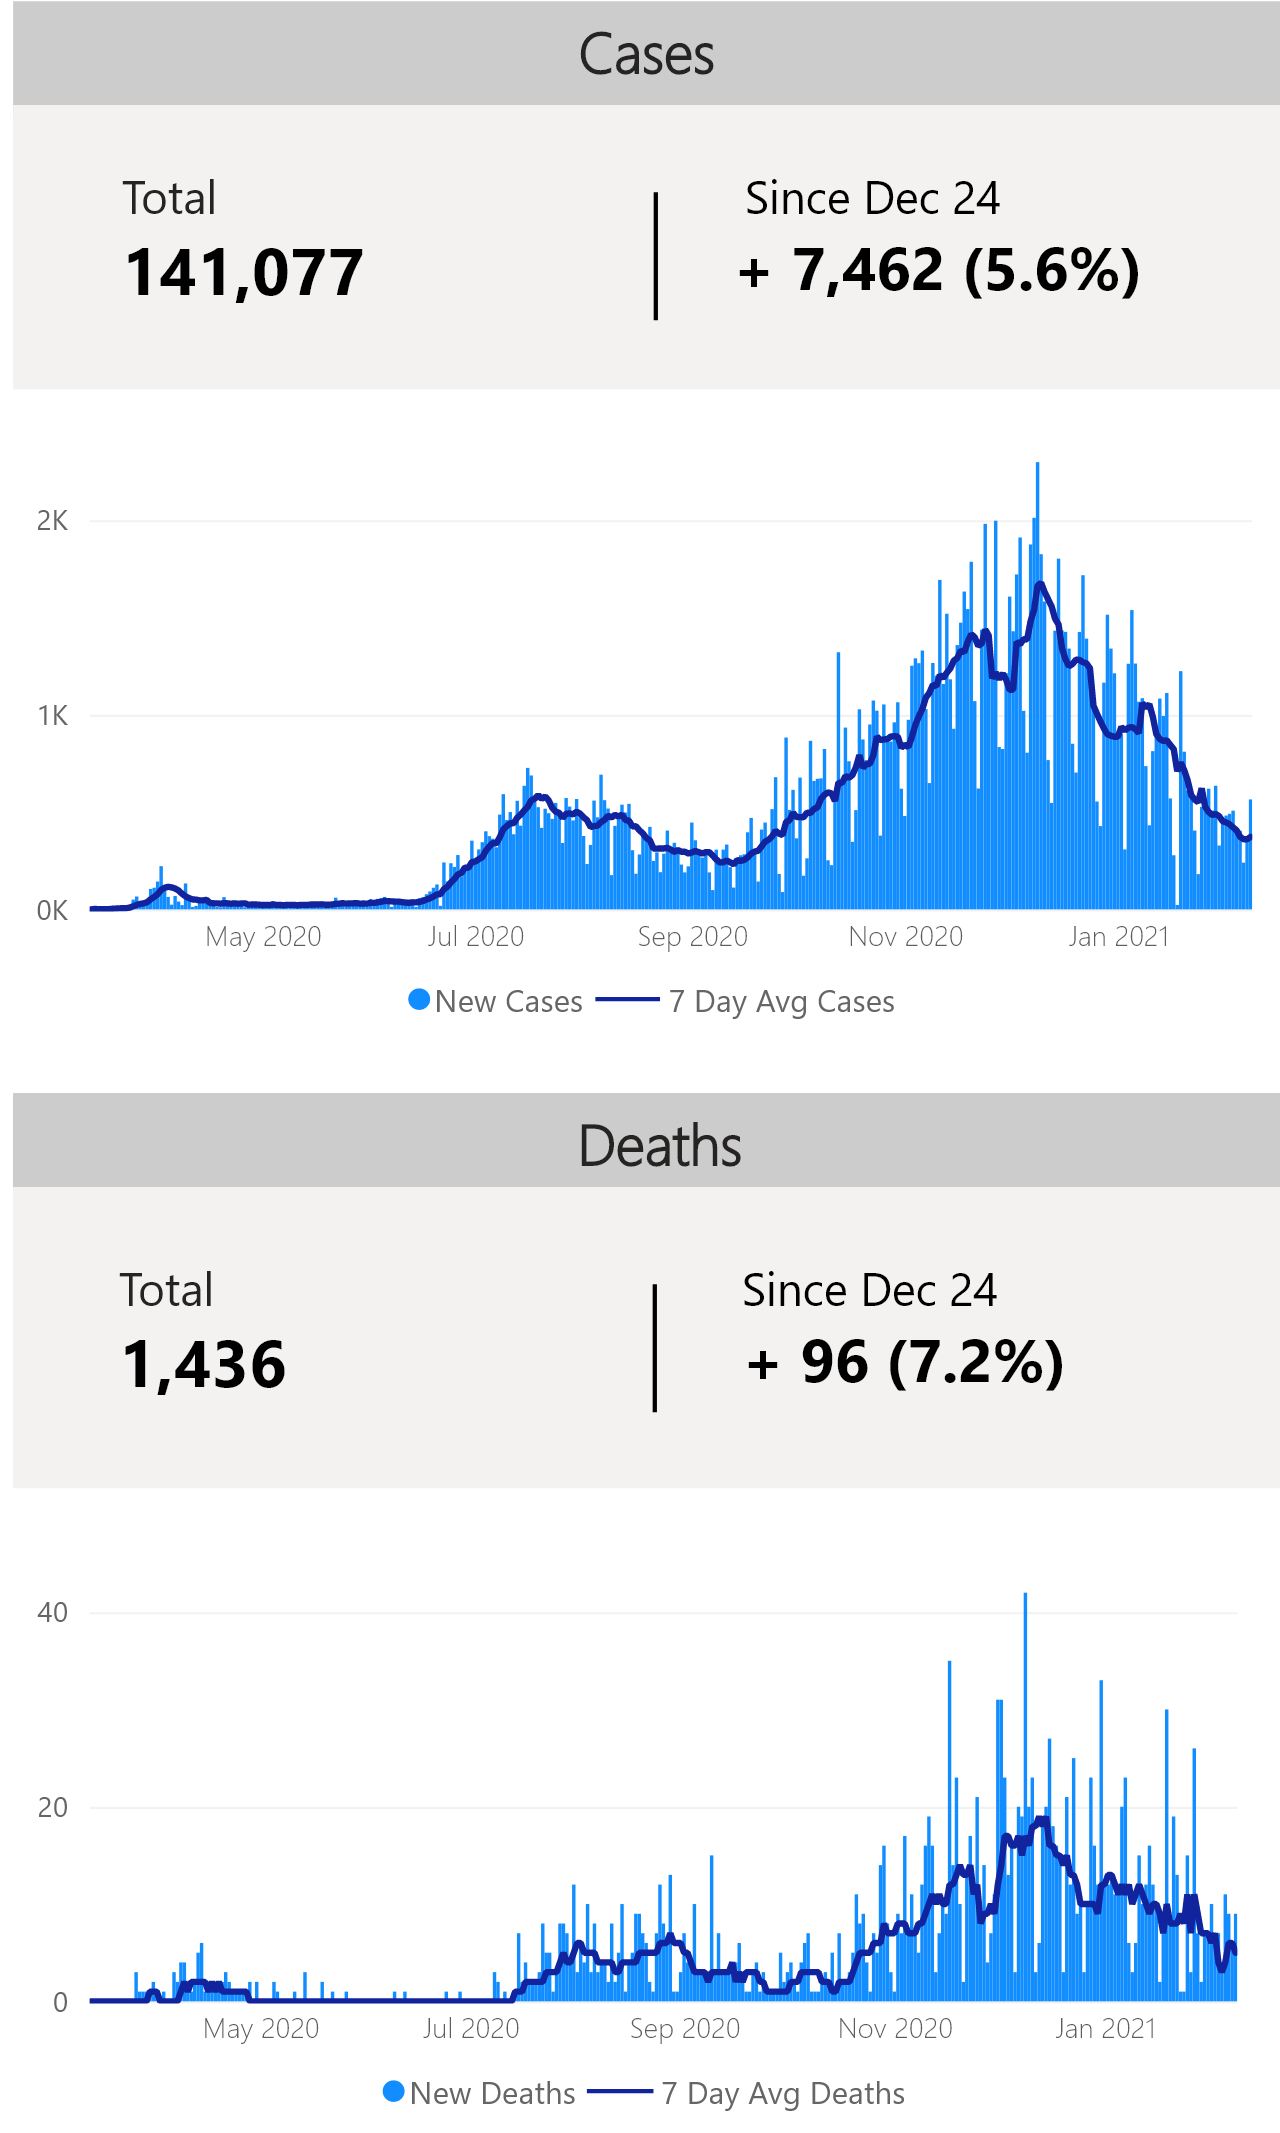 Cases
Total
Since Dec 24
141,077
+ 7,462 (5.6%)
2K
1K
0K
May 2020
Jul 2020
Sep 2020
Nov 2020
Jan 2021
New Cases
7 Day Avg Cases
Deaths
Total
Since Dec 24
1,436
+ 96 (7.2%)
40
20
0
May 2020
Jul 2020
Sep 2020
Nov 2020
Jan 2021
New Deaths
7 Day Avg Deaths